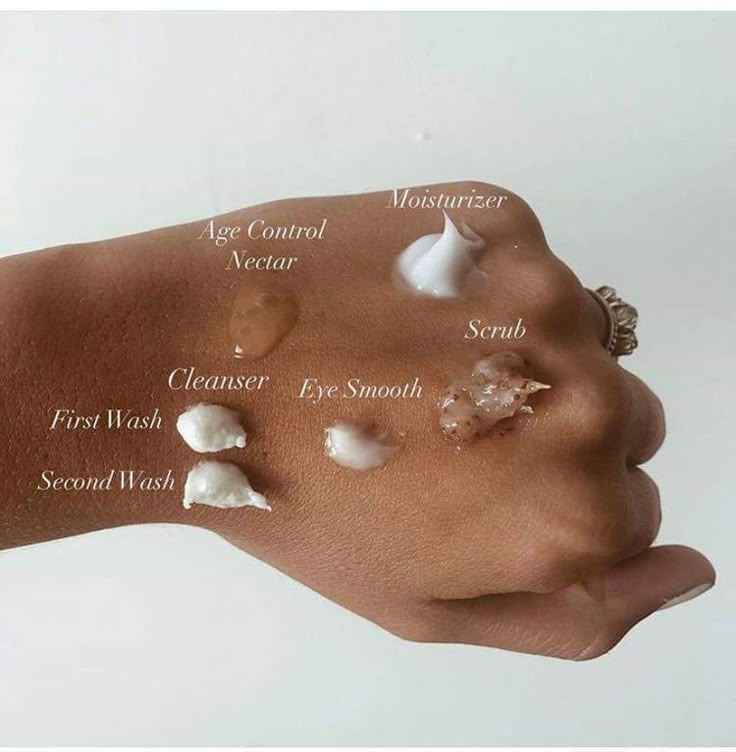 Moisturizer
Age Control
Nectar
Scrub
Cleanser
Eye Smooth
First Wash
Second Wash